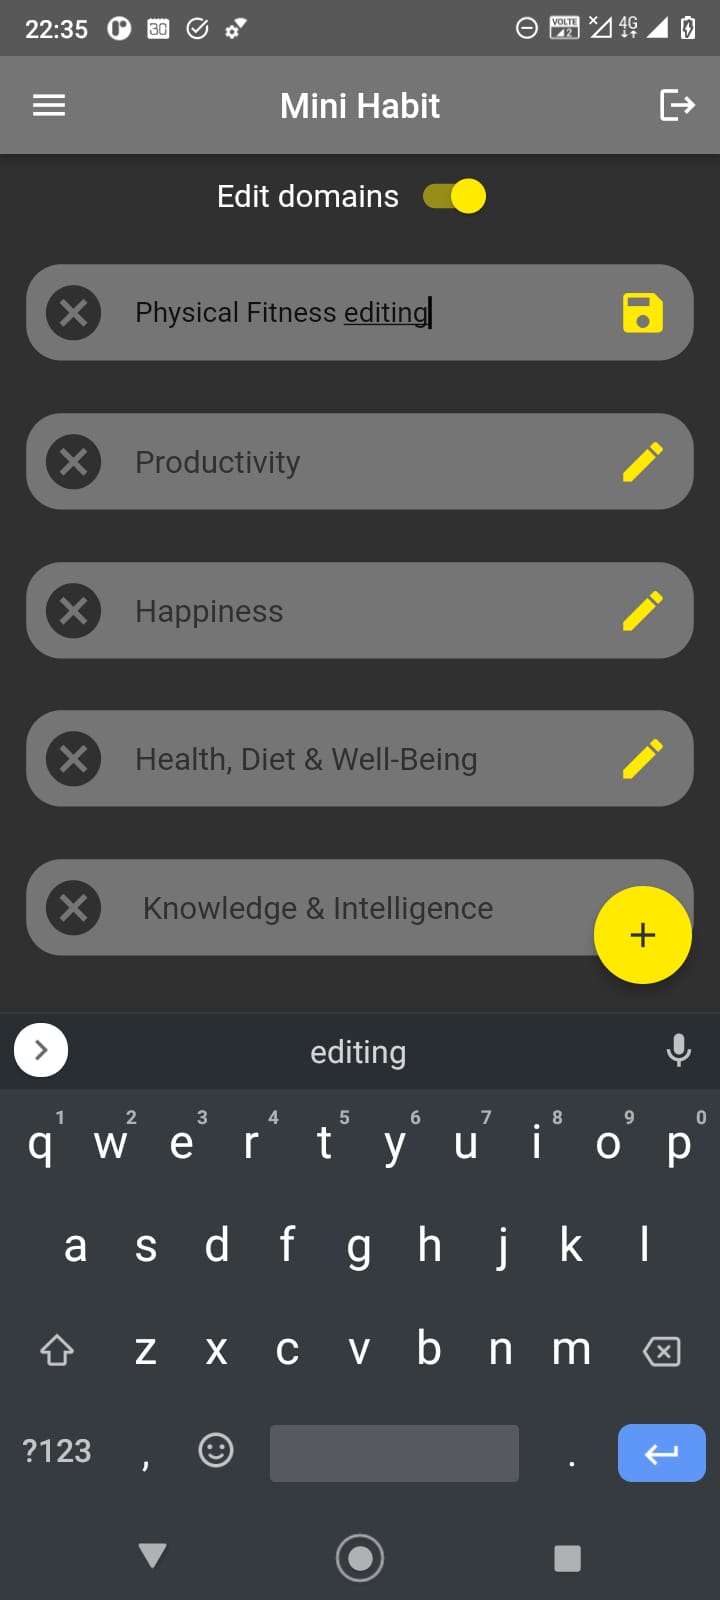 22:35 30 VOLTE 2 4G
Mini Habit
Edit domains
Physical Fitness editing
Productivity
Happiness
Health, Diet & Well-Being
Knowledge & Intelligence
+
editing
1 2 3 4 5 6 7 8 9 0
q w e r t y u i o p
a s d f g h j k l
z x c v b n m
?123 , .